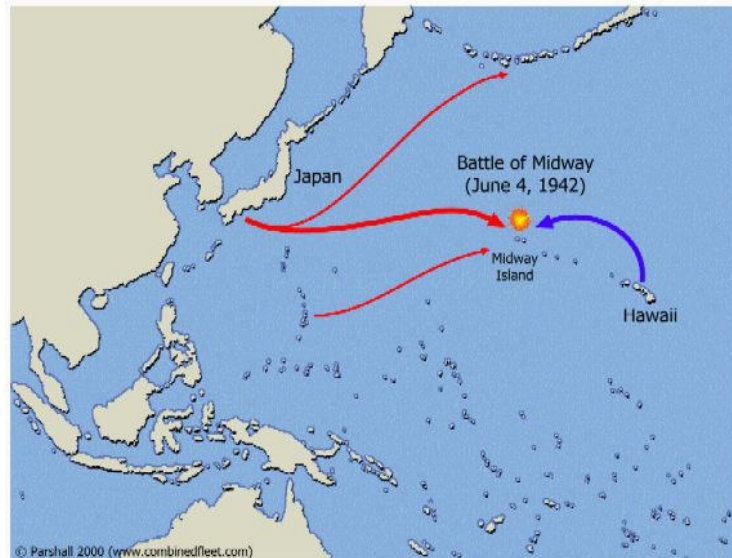 Battle of Midway
(June 4, 1942)
Japan
Midway
Island
Hawaii
© Parshall 2000 (www.combinedfleet.com)